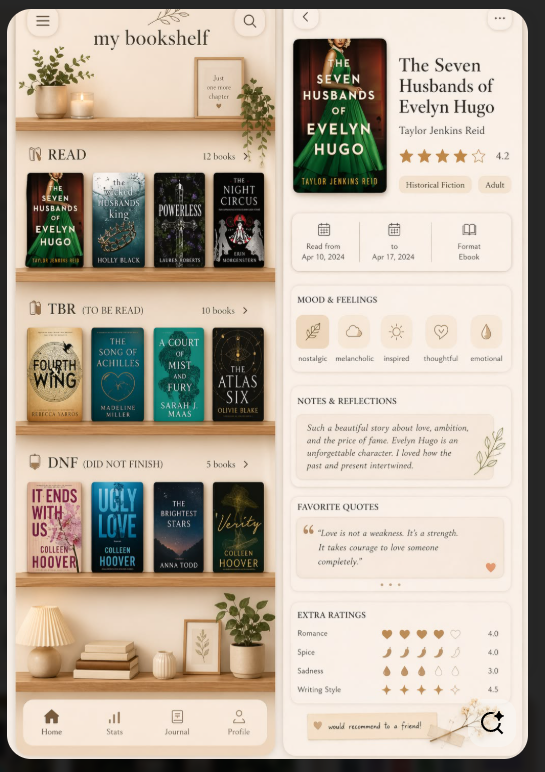 my bookshelf
Just
one more
chapter
READ
12 books
THE
SEVEN
HUSBANDS
OF
EVELYN
HUGO
TAYLOR JENKINS REID
the
wicked
HUSBANDS
king
HOLLY BLACK
POWERLESS
LAUREN ROBERTS
THE
NIGHT
CIRCUS
ERIN
MORGENSTERN
TBR (TO BE READ)
10 books
FOURTH
WING
REBECCA YARROS
THE
SONG OF
ACHILLES
MADELINE
MILLER
A COURT
OF
MIST
AND
FURY
SARAH J.
MAAS
THE
ATLAS
SIX
OLIVIE BLAKE
DNF (DID NOT FINISH)
5 books
IT ENDS
WITH
US
COLLEEN
HOOVER
UGLY
LOVE
COLLEEN
HOOVER
THE
BRIGHTEST
STARS
ANNA TODD
Verity
COLLEEN
HOOVER
Home
Stats
Journal
Profile
THE
SEVEN
HUSBANDS
OF
EVELYN
HUGO
TAYLOR JENKINS REID
The Seven
Husbands of
Evelyn Hugo
Taylor Jenkins Reid
4.2
Historical Fiction
Adult
Read from
Apr 10, 2024
to
Apr 17, 2024
Format
Ebook
MOOD & FEELINGS
nostalgic
melancholic
inspired
thoughtful
emotional
NOTES & REFLECTIONS
Such a beautiful story about love, ambition,
and the price of fame. Evelyn Hugo is an
unforgettable character. I loved how the
past and present intertwined.
FAVORITE QUOTES
"Love is not a weakness. It's a strength.
It takes courage to love someone
completely."
EXTRA RATINGS
Romance 4.0
Spice 4.0
Sadness 3.0
Writing Style 4.5
would recommend to a friend!